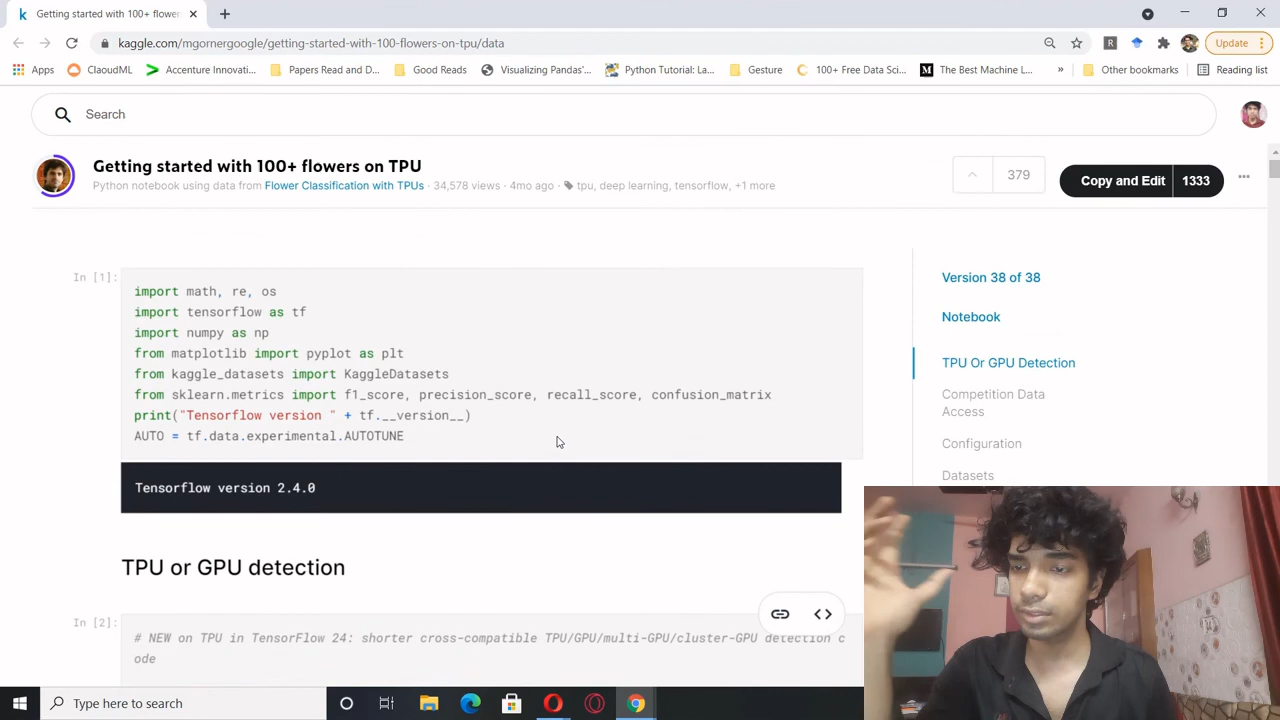 Getting started with 100+ flowers
Update
kaggle.com/mgornergoogle/getting-started-with-100-flowers-on-tpu/data
Apps
ClaoudML
Accenture Innovati...
Papers Read and D...
Good Reads
Visualizing Pandas'...
Python Tutorial: La...
Gesture
100+ Free Data Sci...
The Best Machine L...
Other bookmarks
Reading list
Search
Getting started with 100+ flowers on TPU
Python notebook using data from Flower Classification with TPUs · 34,578 views · 4mo ago · tpu, deep learning, tensorflow, +1 more
379
Copy and Edit 1333
In [1]:
import math, re, os
import tensorflow as tf
import numpy as np
from matplotlib import pyplot as plt
from kaggle_datasets import KaggleDatasets
from sklearn.metrics import f1_score, precision_score, recall_score, confusion_matrix
print("Tensorflow version " + tf.__version__)
AUTO = tf.data.experimental.AUTOTUNE
Tensorflow version 2.4.0
TPU or GPU detection
In [2]:
# NEW on TPU in TensorFlow 24: shorter cross-compatible TPU/GPU/multi-GPU/cluster-GPU detection c
ode
Version 38 of 38
Notebook
TPU Or GPU Detection
Competition Data
Access
Configuration
Datasets
Type here to search